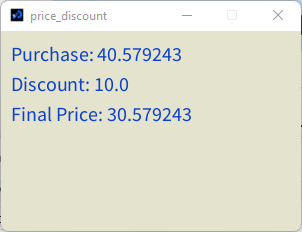 price_discount
Purchase: 40.579243
Discount: 10.0
Final Price: 30.579243